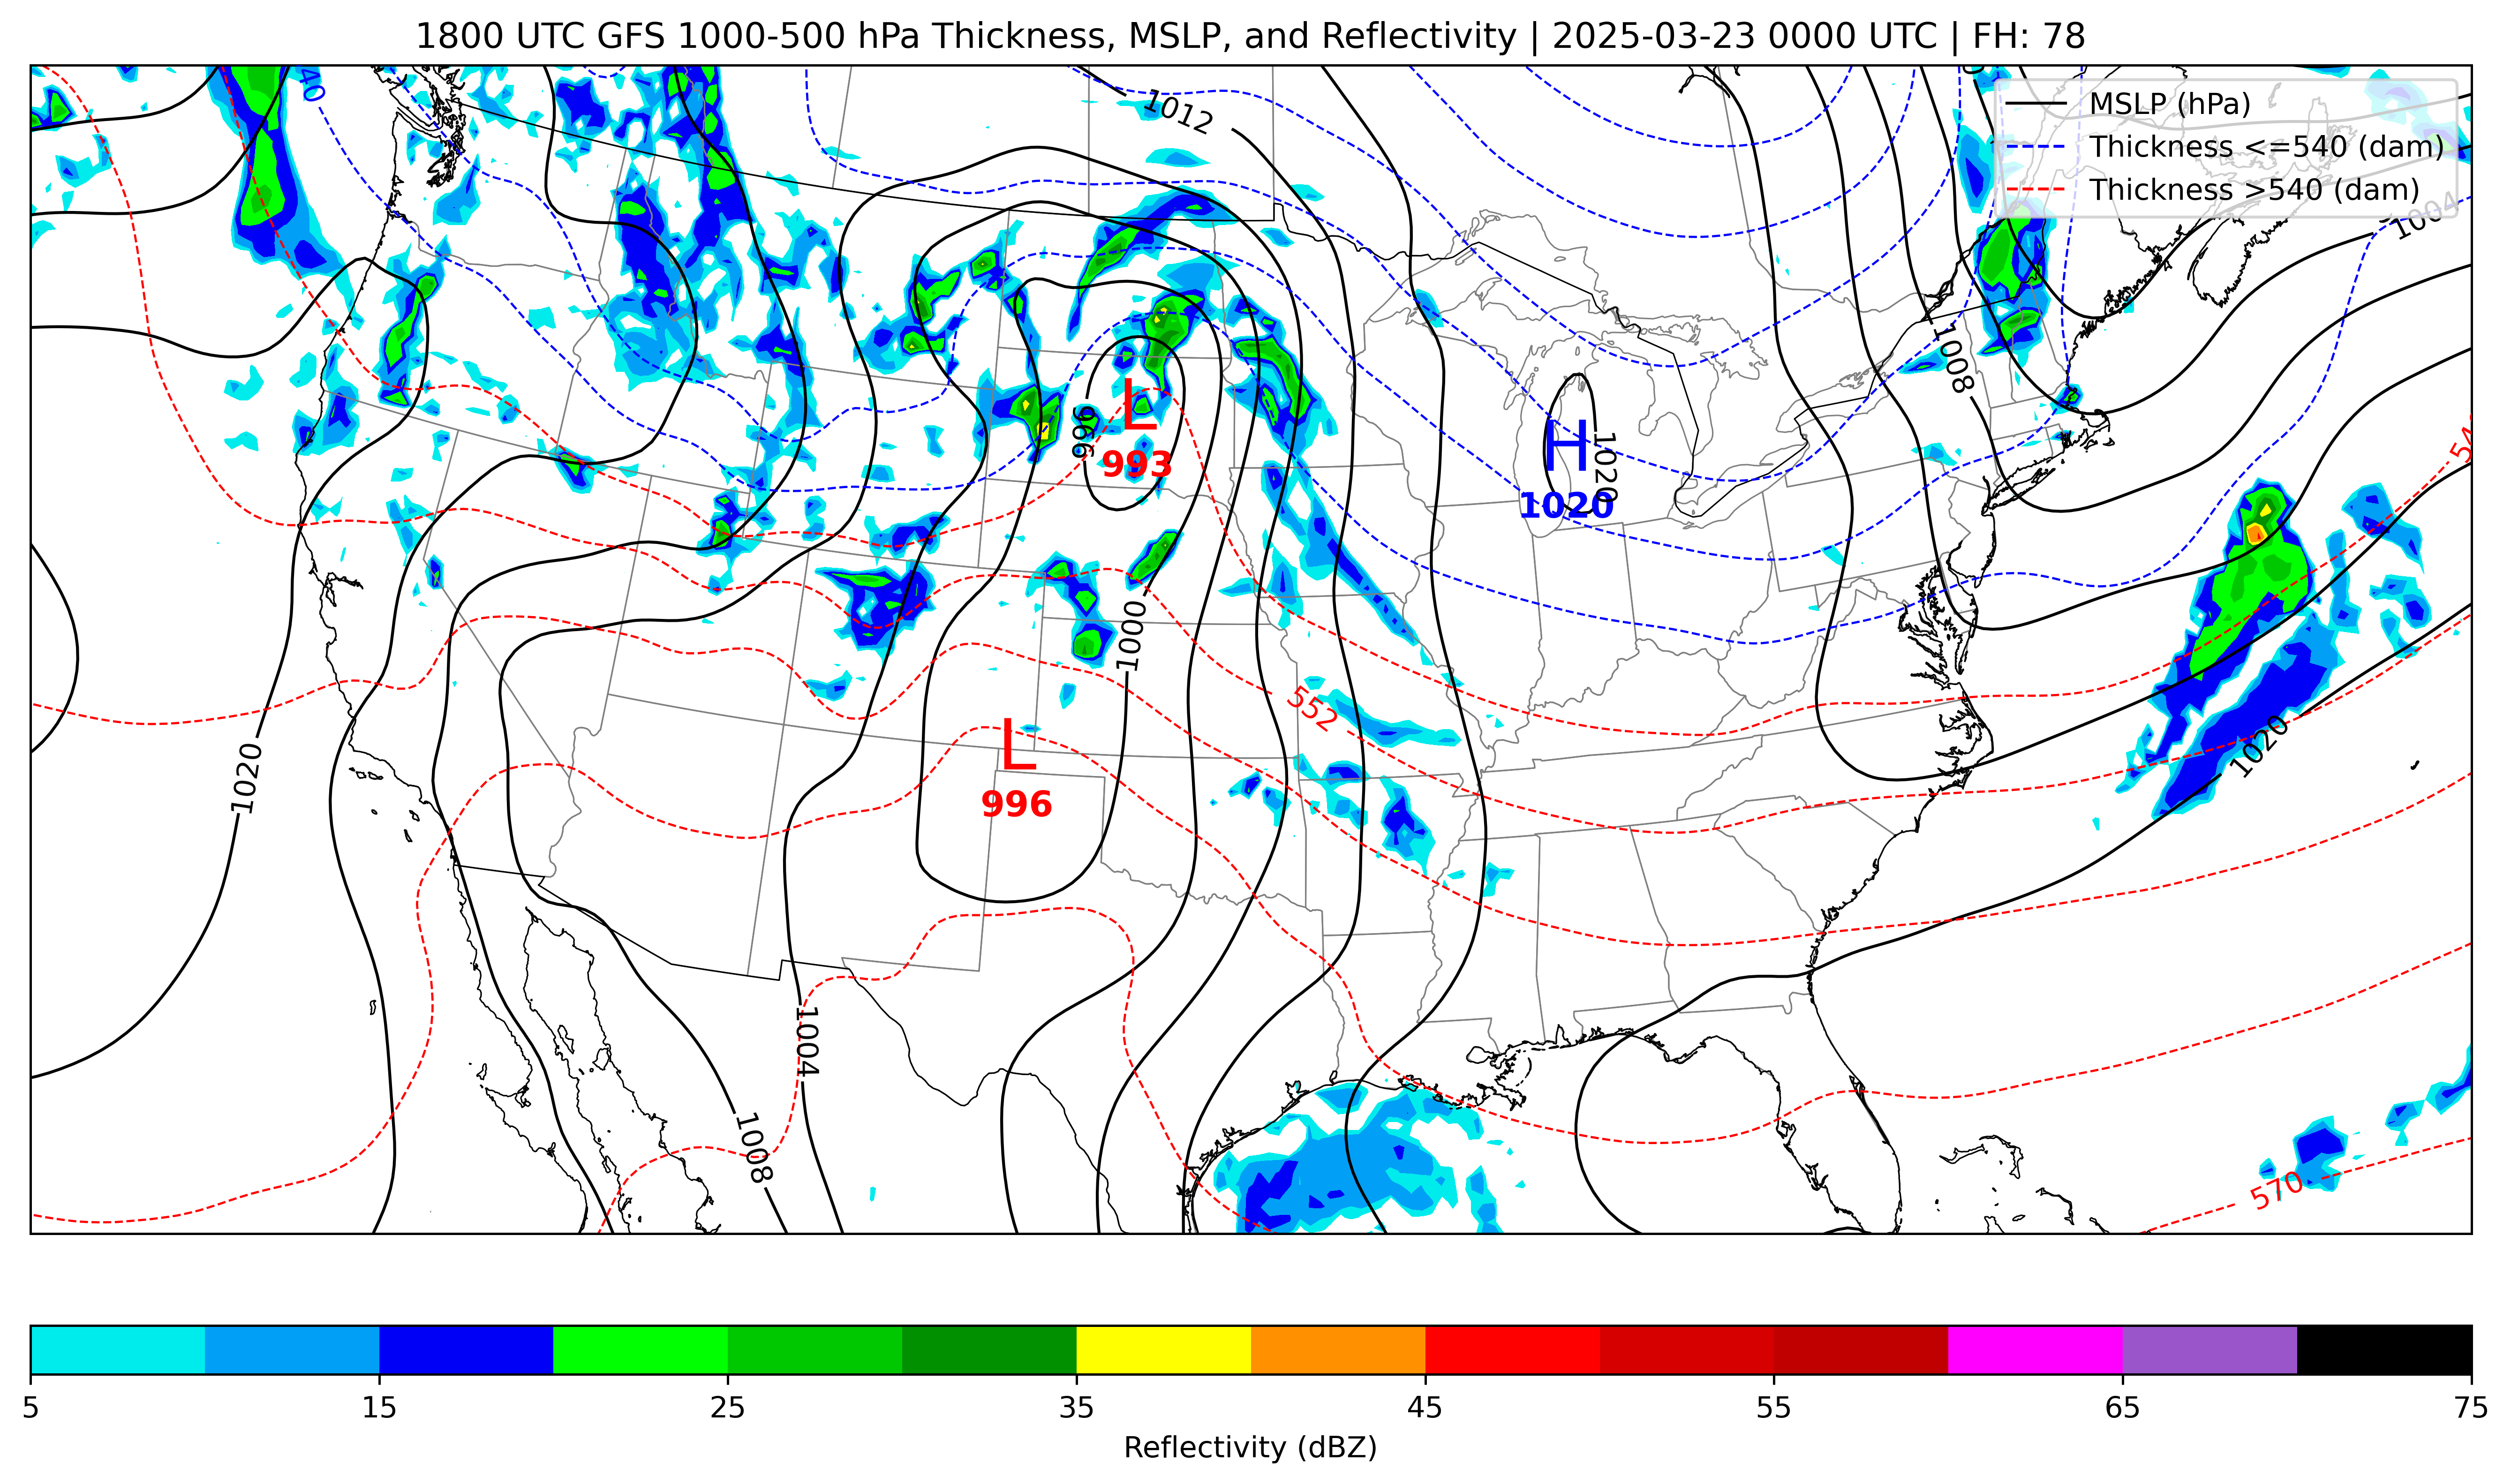 1800 UTC GFS 1000-500 hPa Thickness, MSLP, and Reflectivity | 2025-03-23 0000 UTC | FH: 78
MSLP (hPa)
Thickness <=540 (dam)
Thickness >540 (dam)
1012
1004
1008
996
L
993
H
1020
1020
552
1000
L
996
1020
1020
1004
1008
570
5 15 25 35 45 55 65 75
Reflectivity (dBZ)